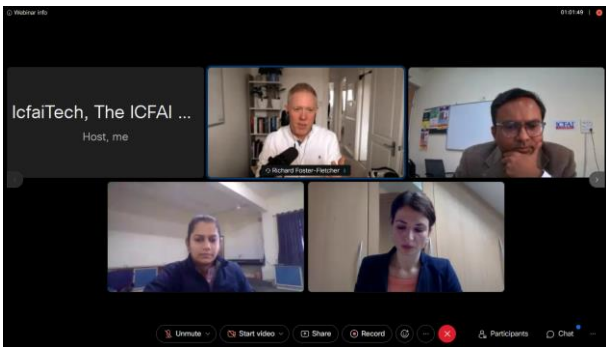 Webinar info
01:01:49
IcfaiTech, The ICFAI ...
Host, me
Richard Foster-Fletcher
ICFAI
Unmute
Start video
Share
Record
Participants
Chat